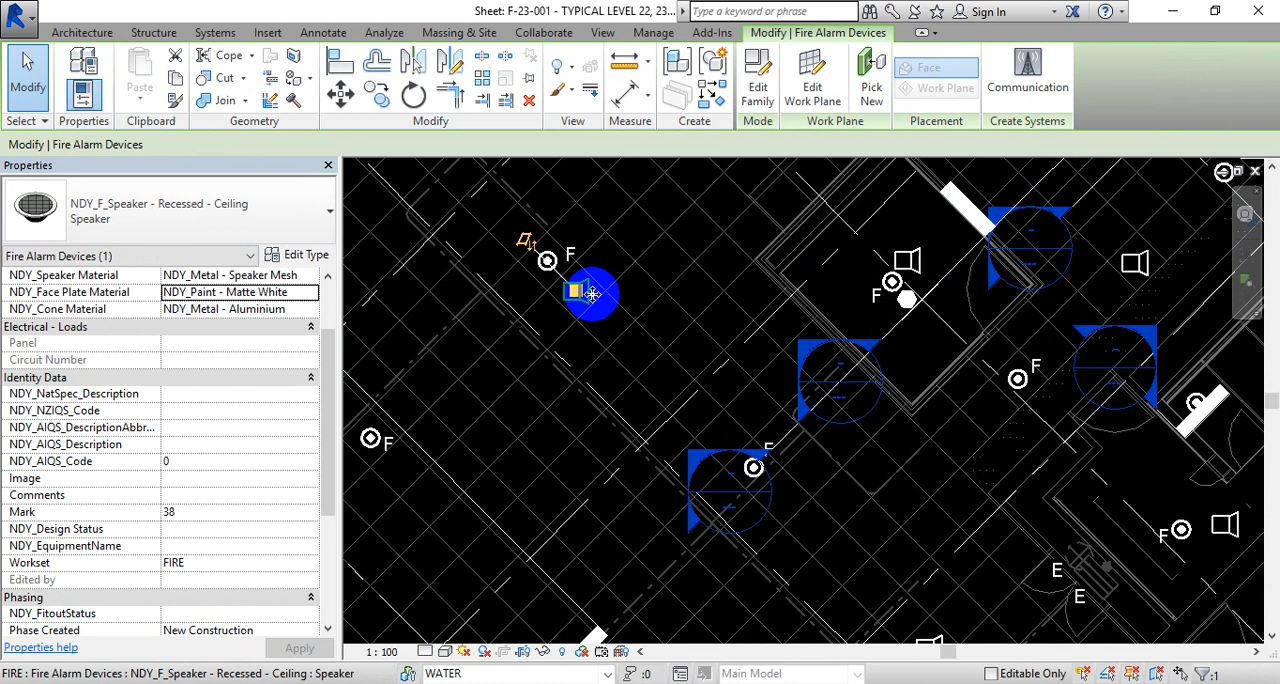 Sheet: F-23-001 - TYPICAL LEVEL 22, 23...
Type a keyword or phrase
Sign In
Architecture Structure Systems Insert Annotate Analyze Massing & Site Collaborate View Manage Add-Ins Modify | Fire Alarm Devices
Modify
Paste
Cope
Cut
Join
Edit
Family
Edit
Work Plane
Pick
New
Face
Work Plane
Communication
Select Properties Clipboard Geometry Modify View Measure Create Mode Work Plane Placement Create Systems
Modify | Fire Alarm Devices
Properties
NDY_F_Speaker - Recessed - Ceiling
Speaker
Fire Alarm Devices (1) Edit Type
NDY_Speaker Material NDY_Metal - Speaker Mesh
NDY_Face Plate Material NDY_Paint - Matte White
NDY_Cone Material NDY_Metal - Aluminium
Electrical - Loads
Panel
Circuit Number
Identity Data
NDY_NatSpec_Description
NDY_NZIQS_Code
NDY_AIQS_DescriptionAbbr...
NDY_AIQS_Description
NDY_AIQS_Code 0
Image
Comments
Mark 38
NDY_Design Status
NDY_EquipmentName
Workset FIRE
Edited by
Phasing
NDY_FitoutStatus
Phase Created New Construction
Properties help Apply
F
F
F
F
F
F
E
E
1 : 100
FIRE : Fire Alarm Devices : NDY_F_Speaker - Recessed - Ceiling : Speaker
WATER
:0
Main Model
Editable Only
:1